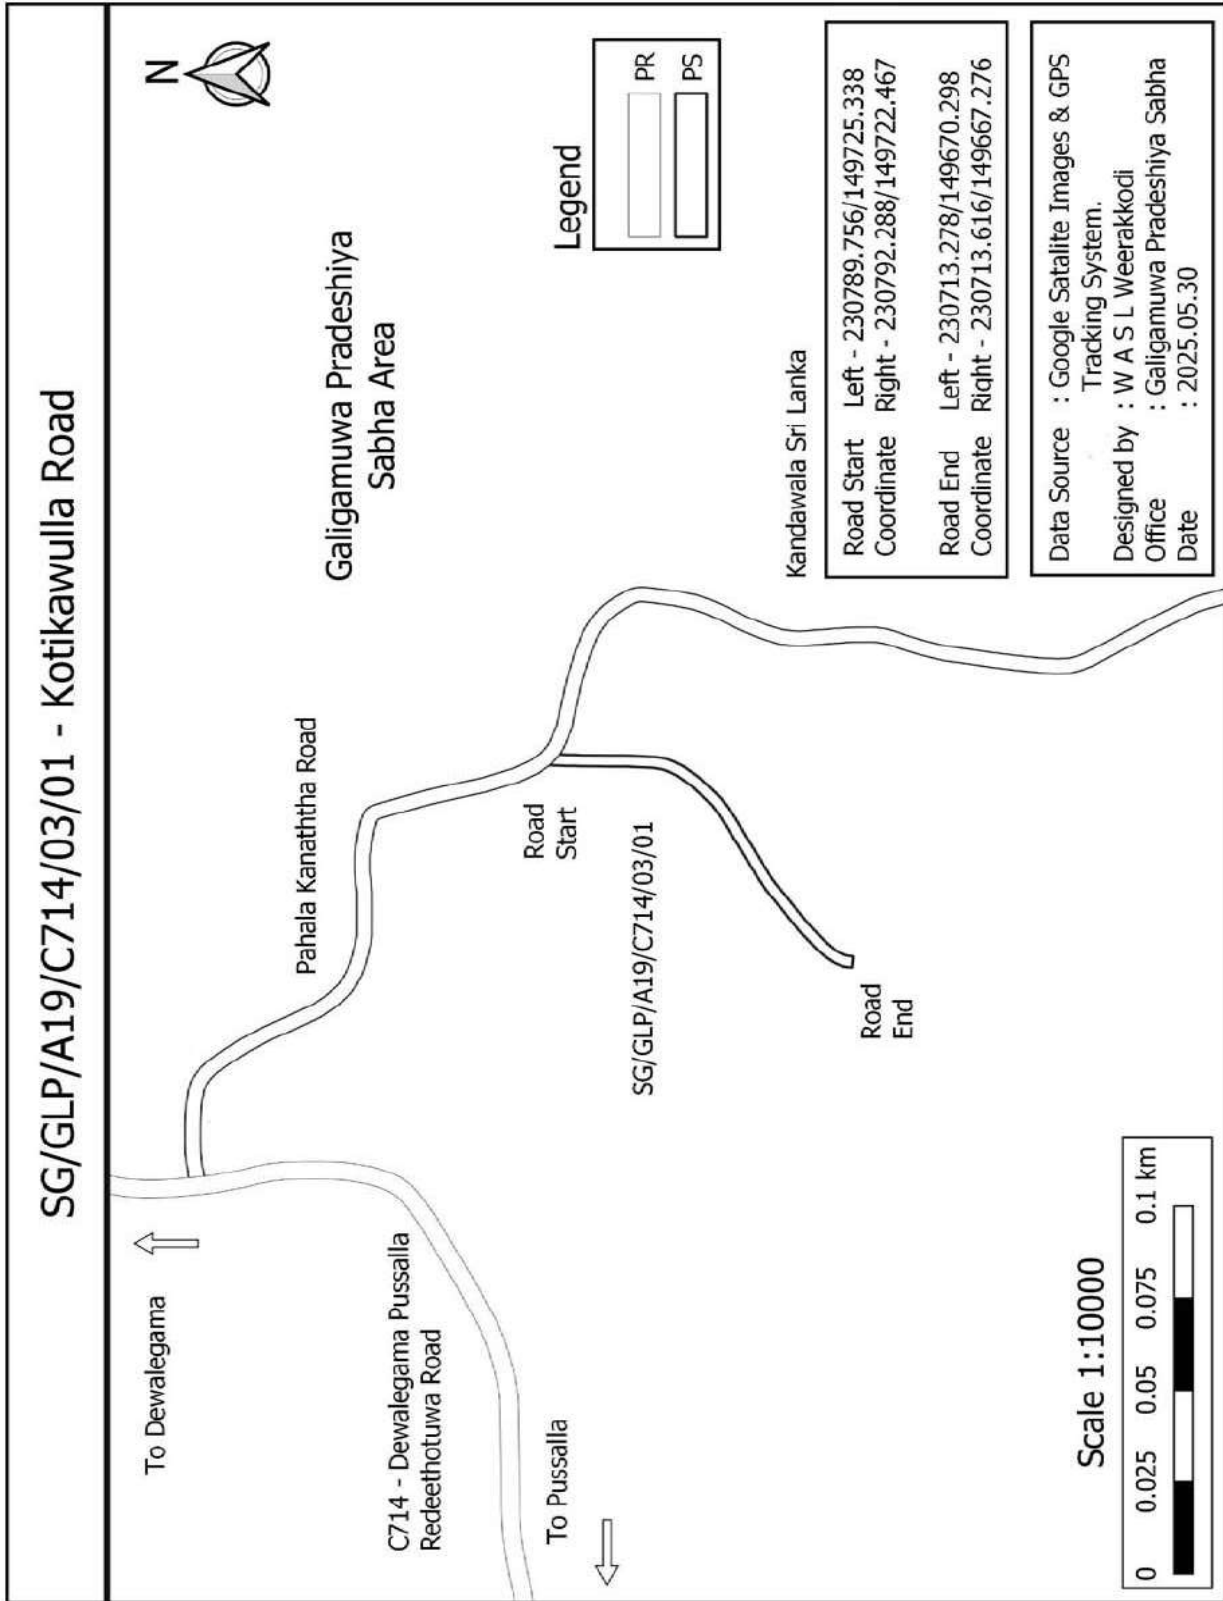 SG/GLP/A19/C714/03/01 - Kotikawulla Road
N
To Dewalegama
Pahala Kanaththa Road
Galigamuwa Pradeshiya
Sabha Area
C714 - Dewalegama Pussalla
Redeethotuwa Road
To Pussalla
Road
Start
SG/GLP/A19/C714/03/01
Road
End
Legend
PR
PS
Kandawala Sri Lanka
Road Start Left - 230789.756/149725.338
Coordinate Right - 230792.288/149722.467
Road End Left - 230713.278/149670.298
Coordinate Right - 230713.616/149667.276
Data Source : Google Satalite Images & GPS
Tracking System.
Designed by : W A S L Weerakkodi
Office : Galigamuwa Pradeshiya Sabha
Date : 2025.05.30
Scale 1:10000
0 0.025 0.05 0.075 0.1 km